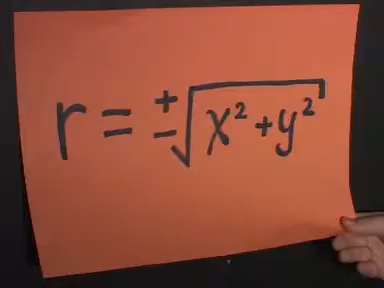 r = ±√(x² + y²)